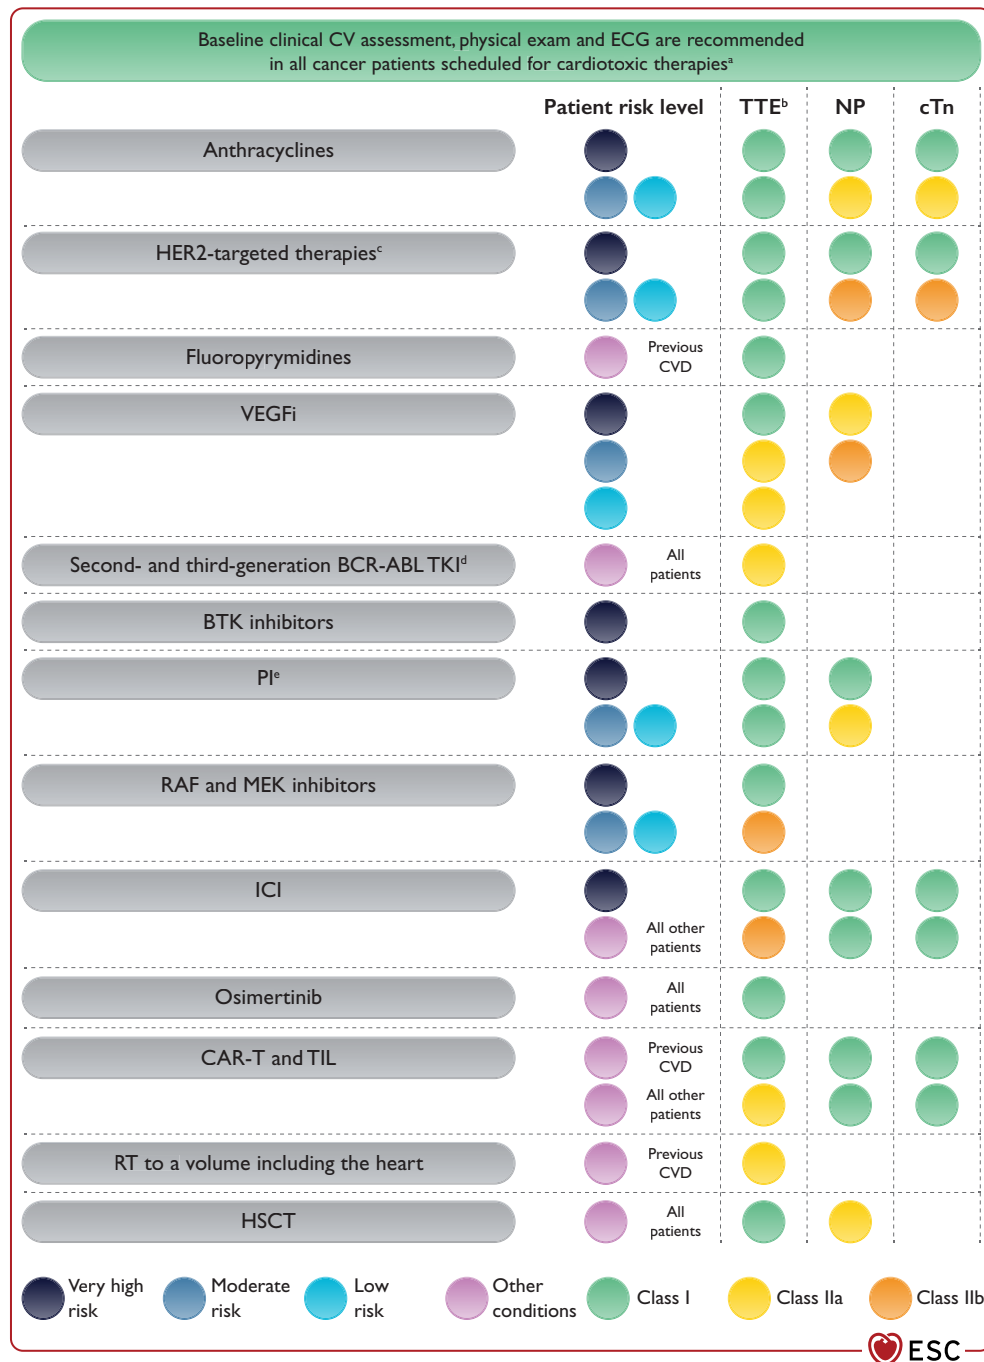 Baseline clinical CV assessment, physical exam and ECG are recommended
in all cancer patients scheduled for cardiotoxic therapiesᵃ
Patient risk level TTEᵇ NP cTn
Anthracyclines
HER2-targeted therapiesᶜ
Fluoropyrymidines
Previous
CVD
VEGFi
Second- and third-generation BCR-ABL TKIᵈ
All
patients
BTK inhibitors
PIᵉ
RAF and MEK inhibitors
ICI
All other
patients
Osimertinib
All
patients
CAR-T and TIL
Previous
CVD
All other
patients
RT to a volume including the heart
Previous
CVD
HSCT
All
patients
Very high
risk
Moderate
risk
Low
risk
Other
conditions
Class I
Class IIa
Class IIb
ESC